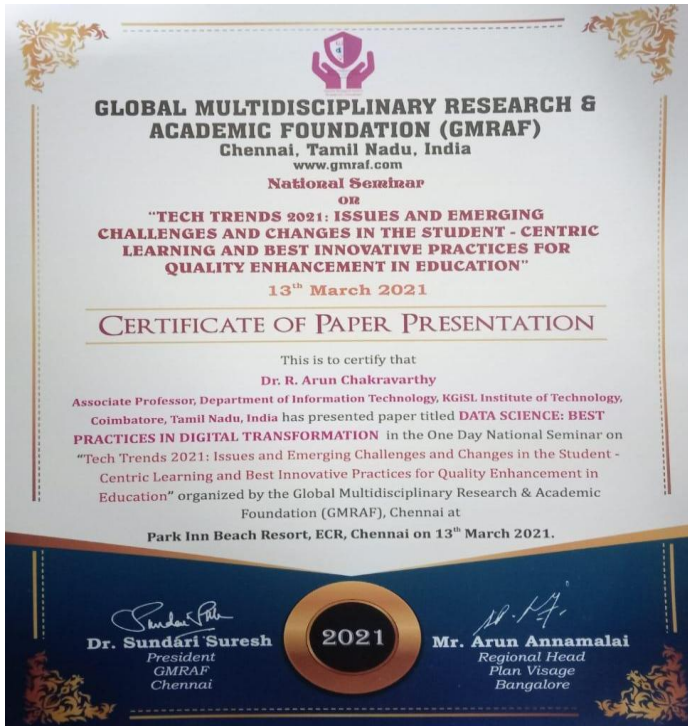 GLOBAL MULTIDISCIPLINARY RESEARCH &
ACADEMIC FOUNDATION (GMRAF)
Chennai, Tamil Nadu, India
www.gmraf.com
National Seminar
on
"TECH TRENDS 2021: ISSUES AND EMERGING
CHALLENGES AND CHANGES IN THE STUDENT - CENTRIC
LEARNING AND BEST INNOVATIVE PRACTICES FOR
QUALITY ENHANCEMENT IN EDUCATION"
13th March 2021
CERTIFICATE OF PAPER PRESENTATION
This is to certify that
Dr. R. Arun Chakravarthy
Associate Professor, Department of Information Technology, KGiSL Institute of Technology,
Coimbatore, Tamil Nadu, India has presented paper titled DATA SCIENCE: BEST
PRACTICES IN DIGITAL TRANSFORMATION in the One Day National Seminar on
"Tech Trends 2021: Issues and Emerging Challenges and Changes in the Student -
Centric Learning and Best Innovative Practices for Quality Enhancement in
Education" organized by the Global Multidisciplinary Research & Academic
Foundation (GMRAF), Chennai at
Park Inn Beach Resort, ECR, Chennai on 13th March 2021.
Dr. Sundari Suresh
President
GMRAF
Chennai
2021
Mr. Arun Annamalai
Regional Head
Plan Visage
Bangalore